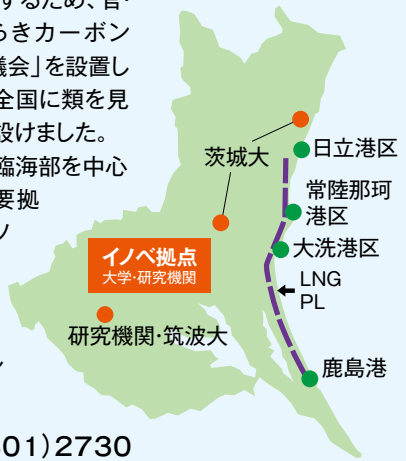 するため、官・
らきカーボン
議会」を設置し
全国に類を見
設けました。
臨海部を中心
要拠
01)2730
茨城大
日立港区
常陸那珂
港区
大洗港区
イノベ拠点
大学・研究機関
LNG
PL
研究機関・筑波大
鹿島港